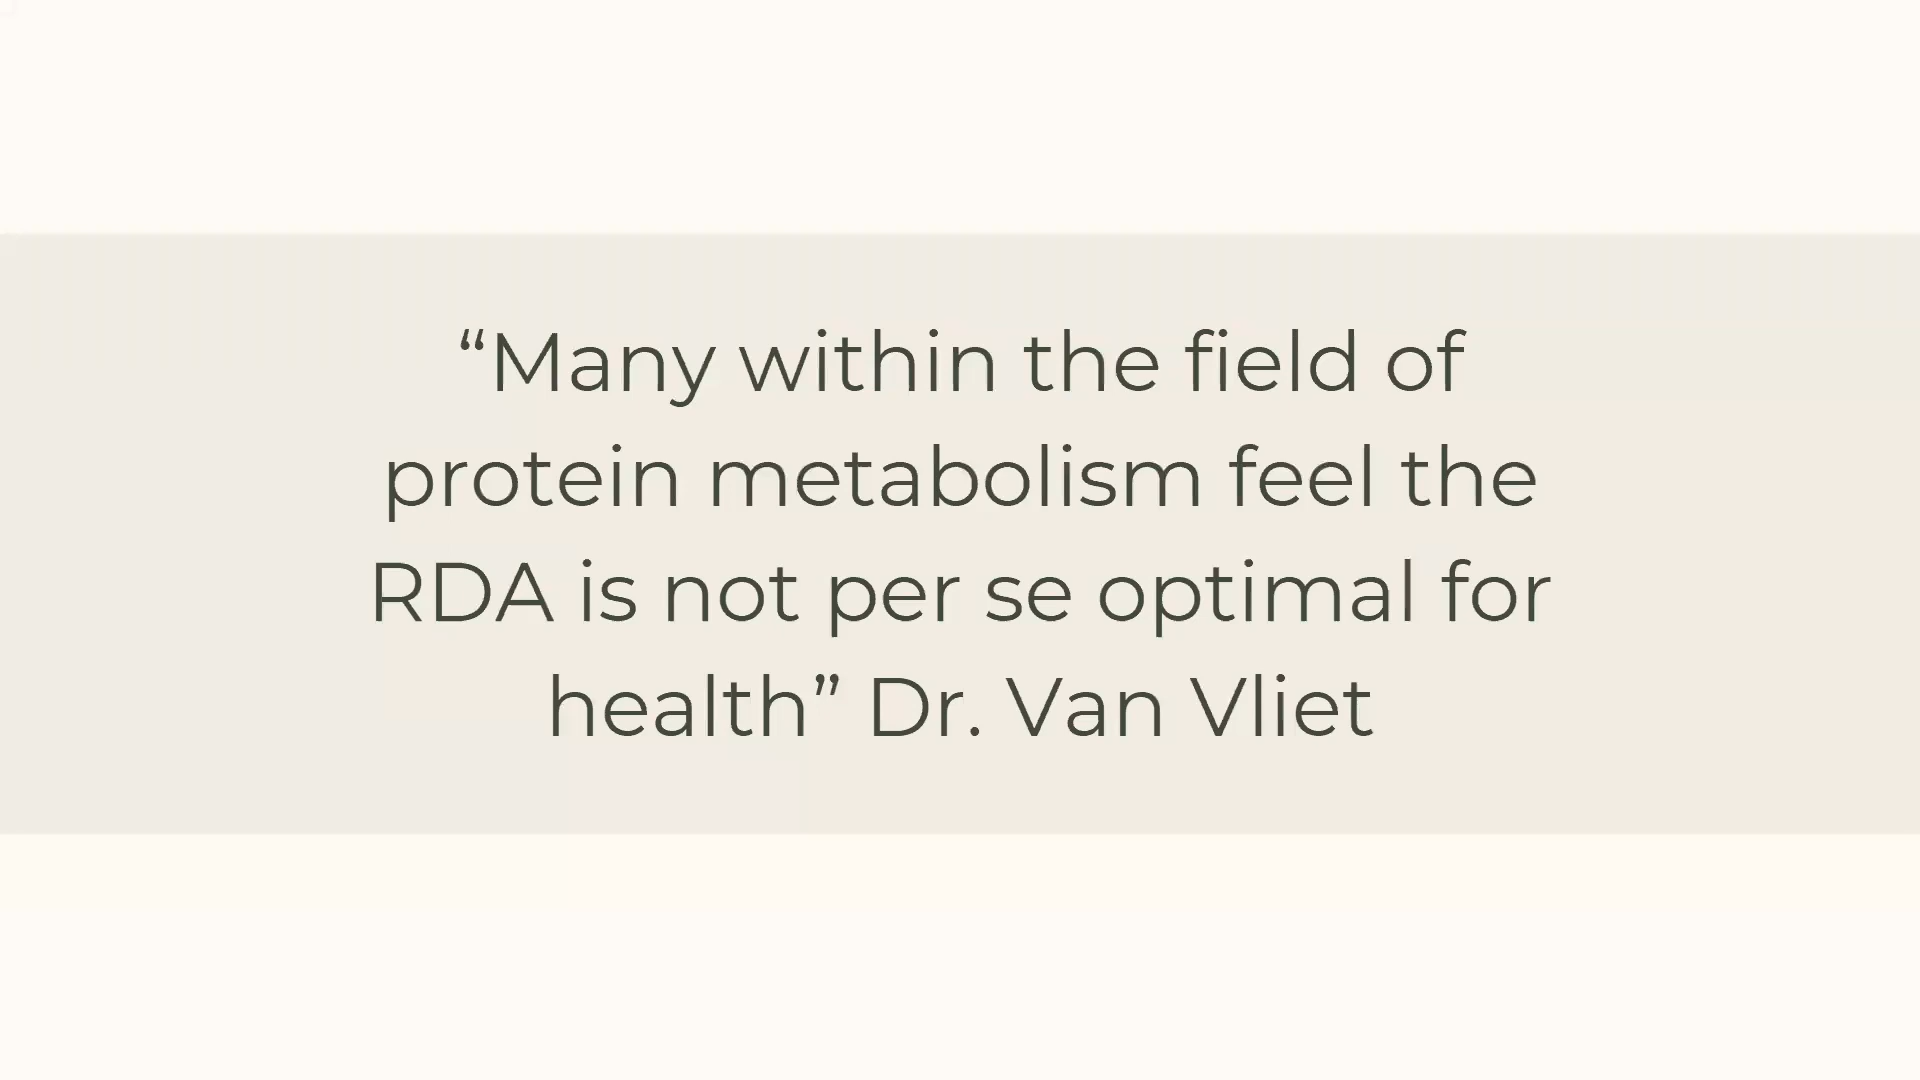 “Many within the field of
protein metabolism feel the
RDA is not per se optimal for
health” Dr. Van Vliet